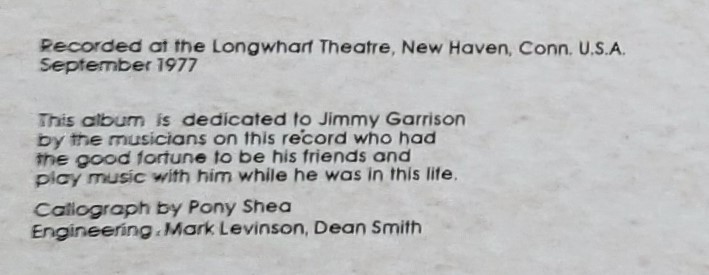 Recorded at the Longwharf Theatre, New Haven, Conn. U.S.A.
September 1977
This album is dedicated to Jimmy Garrison
by the musicians on this record who had
the good fortune to be his friends and
play music with him while he was in this life.
Callograph by Pony Shea
Engineering. Mark Levinson, Dean Smith